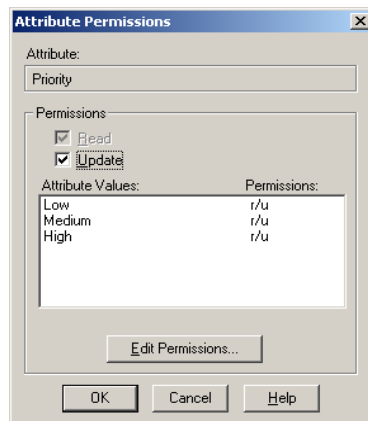 Attribute Permissions
Attribute:
Priority
Permissions
Read
Update
Attribute Values: Permissions:
Low r/u
Medium r/u
High r/u
Edit Permissions...
OK Cancel Help